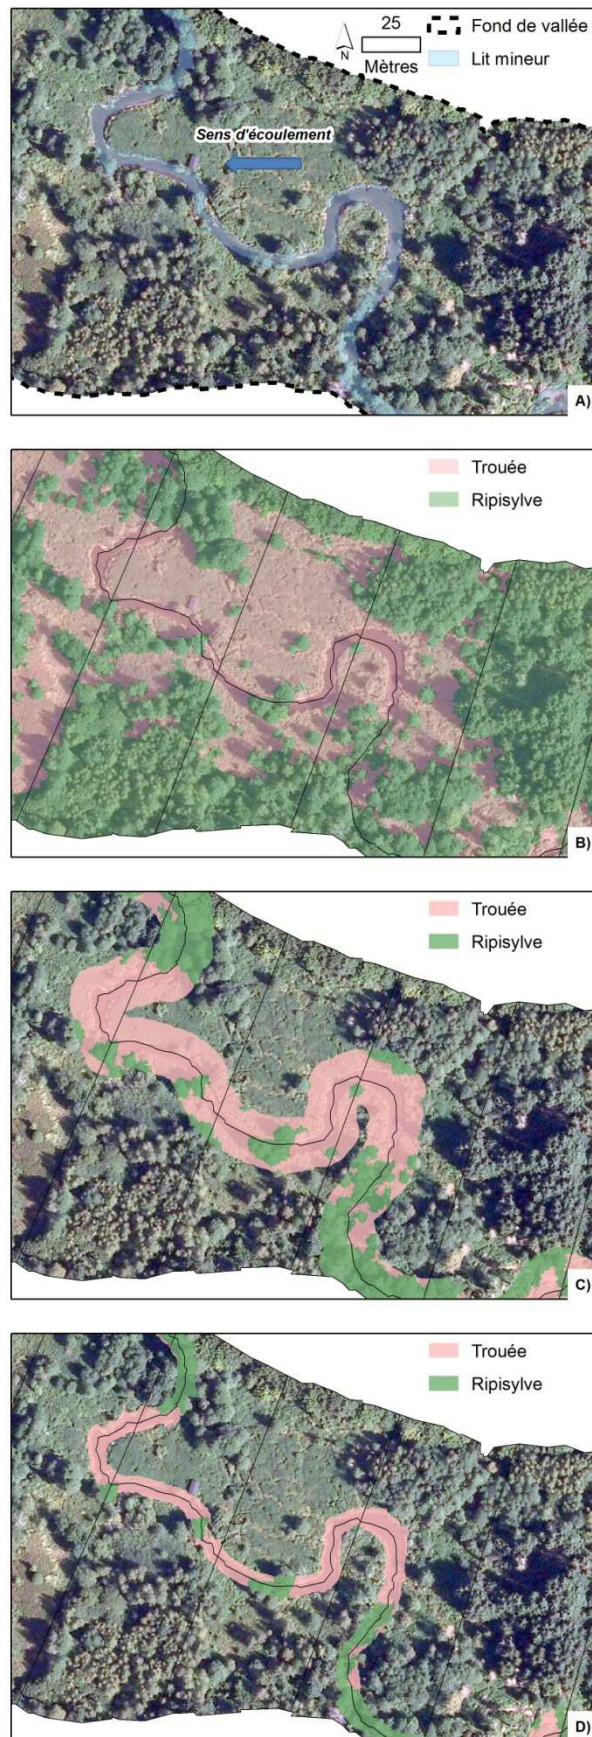 25
Mètres
N
Fond de vallée
Lit mineur
Sens d'écoulement
A)
Trouée
Ripisylve
B)
Trouée
Ripisylve
C)
Trouée
Ripisylve
D)